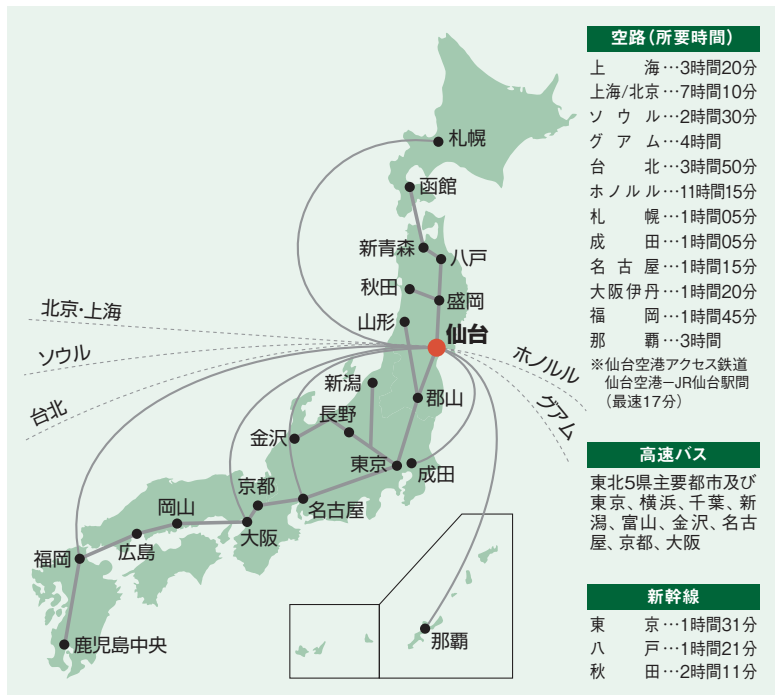 札幌
函館
新青森
八戸
秋田
盛岡
山形
仙台
北京・上海
ソウル
台北
ホノルル
グアム
新潟
郡山
長野
金沢
東京
成田
京都
名古屋
岡山
大阪
広島
福岡
鹿児島中央
那覇
空路（所要時間）
上海…3時間20分
上海/北京…7時間10分
ソウル…2時間30分
グアム…4時間
台北…3時間50分
ホノルル…11時間15分
札幌…1時間05分
成田…1時間05分
名古屋…1時間15分
大阪伊丹…1時間20分
福岡…1時間45分
那覇…3時間
※仙台空港アクセス鉄道
仙台空港ーJR仙台駅間
（最速17分）
高速バス
東北5県主要都市及び
東京、横浜、千葉、新
潟、富山、金沢、名古
屋、京都、大阪
新幹線
東京…1時間31分
八戸…1時間21分
秋田…2時間11分